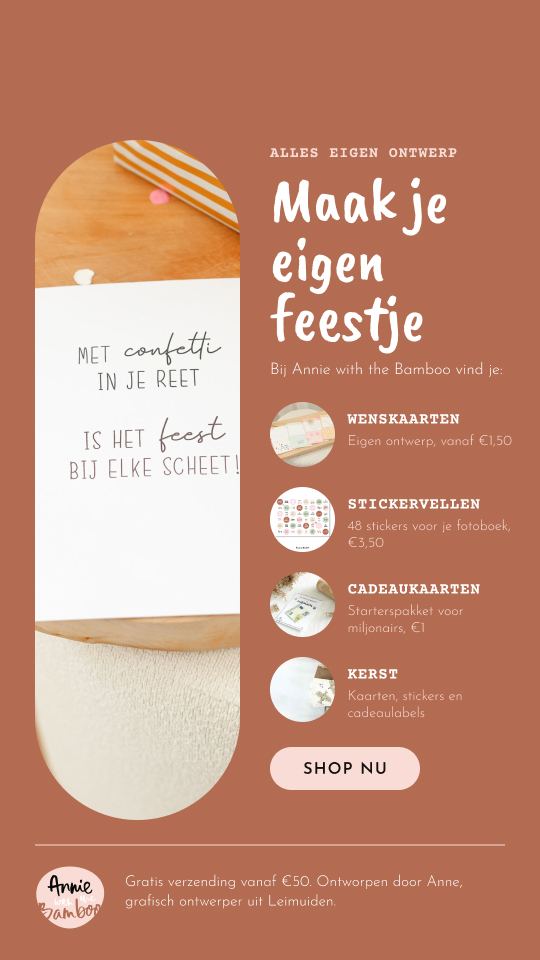 ALLES EIGEN ONTWERP
Maak je
eigen
feestje
Bij Annie with the Bamboo vind je:
MET confetti
IN JE REET
IS HET feest
BIJ ELKE SCHEET!
WENSKAARTEN
Eigen ontwerp, vanaf €1,50
STICKERVELLEN
48 stickers voor je fotoboek,
€3,50
CADEAUKAARTEN
Starterspakket voor
miljonairs, €1
KERST
Kaarten, stickers en
cadeaulabels
SHOP NU
Annie
with the
Bamboo
Gratis verzending vanaf €50. Ontworpen door Anne,
grafisch ontwerper uit Leimuiden.